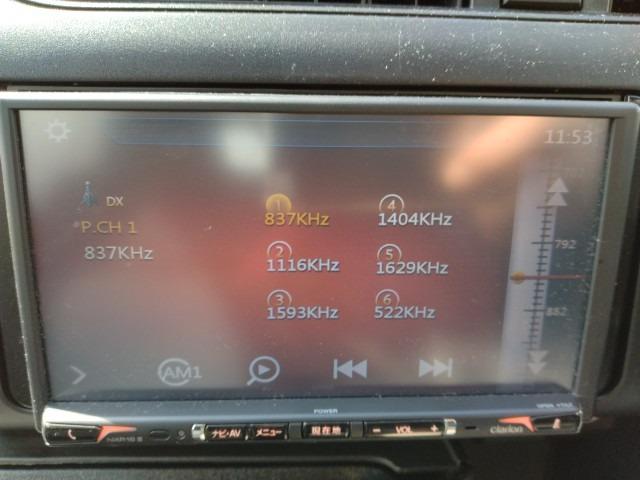 11:53
DX
*P.CH 1
837KHz
1
837KHz
4
1404KHz
2
1116KHz
5
1629KHz
3
1593KHz
6
522KHz
792
882
AM1
POWER
OPEN
ナビ・AV
メニュー
現在地
− VOL +
clarion